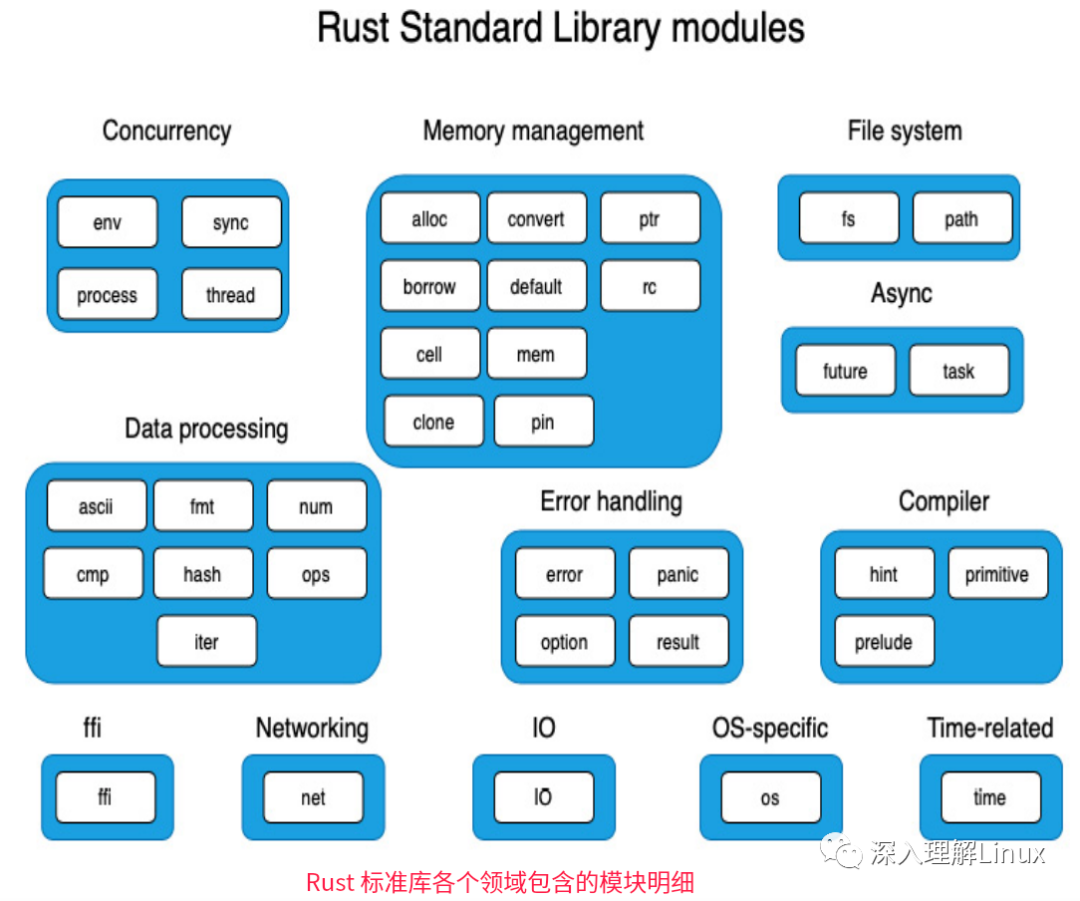 Rust Standard Library modules
Concurrency
env sync
process thread
Memory management
alloc convert ptr
borrow default rc
cell mem
clone pin
File system
fs path
Async
future task
Data processing
ascii fmt num
cmp hash ops
iter
Error handling
error panic
option result
Compiler
hint primitive
prelude
ffi
ffi
Networking
net
IO
IO
OS-specific
os
Time-related
time
深入理解Linux
Rust 标准库各个领域包含的模块明细